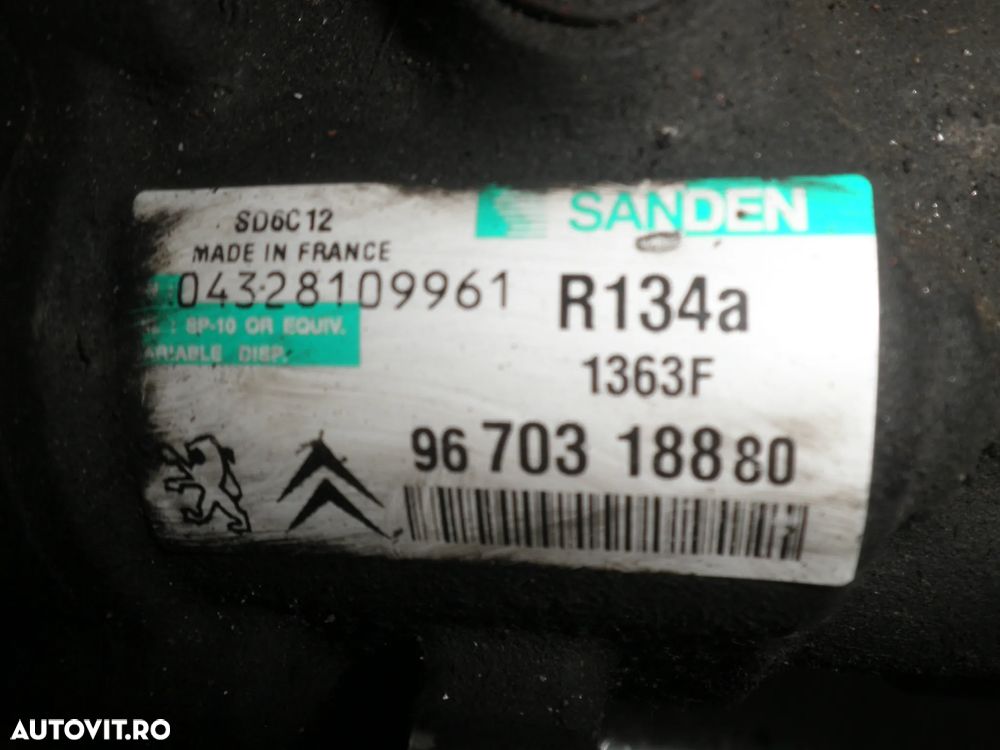 SANDEN
SD6C12
MADE IN FRANCE
04328109961
R134a
: SP-10 OR EQUIV.
ARIABLE DISP.
1363F
96 703 188 80
AUTOVIT.RO